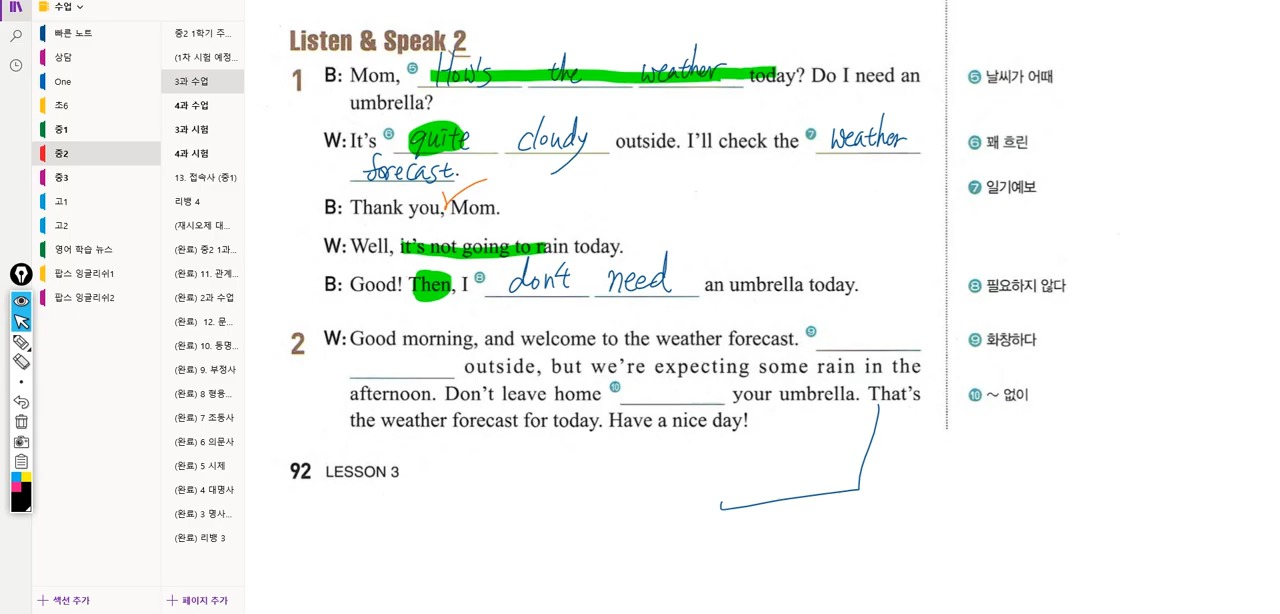 수업
빠른 노트
상담
One
초6
중1
중2
중3
고1
고2
영어 학습 뉴스
팝스 잉글리쉬1
팝스 잉글리쉬2
섹션 추가
중2 1학기 주...
(1차 시험 예정...
3과 수업
4과 수업
3과 시험
4과 시험
13. 접속사 (중1)
리뱅 4
(재시오제 대...
(완료) 중2 1과...
(완료) 11. 관계...
(완료) 2과 수업
(완료) 12. 문...
(완료) 10. 동명...
(완료) 9. 부정사
(완료) 8 형용...
(완료) 7 조동사
(완료) 6 의문사
(완료) 5 시제
(완료) 4 대명사
(완료) 3 명사...
(완료) 리뱅 3
페이지 추가
Listen & Speak 2
1 B: Mom, ⑤ How's the weather today? Do I need an
umbrella?
W: It's ⑥ quite cloudy outside. I'll check the ⑦ weather
forecast.
B: Thank you, Mom.
W: Well, it's not going to rain today.
B: Good! Then, I ⑧ don't need an umbrella today.
2 W: Good morning, and welcome to the weather forecast. ⑨
outside, but we're expecting some rain in the
afternoon. Don't leave home ⑩ your umbrella. That's
the weather forecast for today. Have a nice day!
92 LESSON 3
⑤ 날씨가 어때
⑥ 꽤 흐린
⑦ 일기예보
⑧ 필요하지 않다
⑨ 화창하다
⑩ ~ 없이